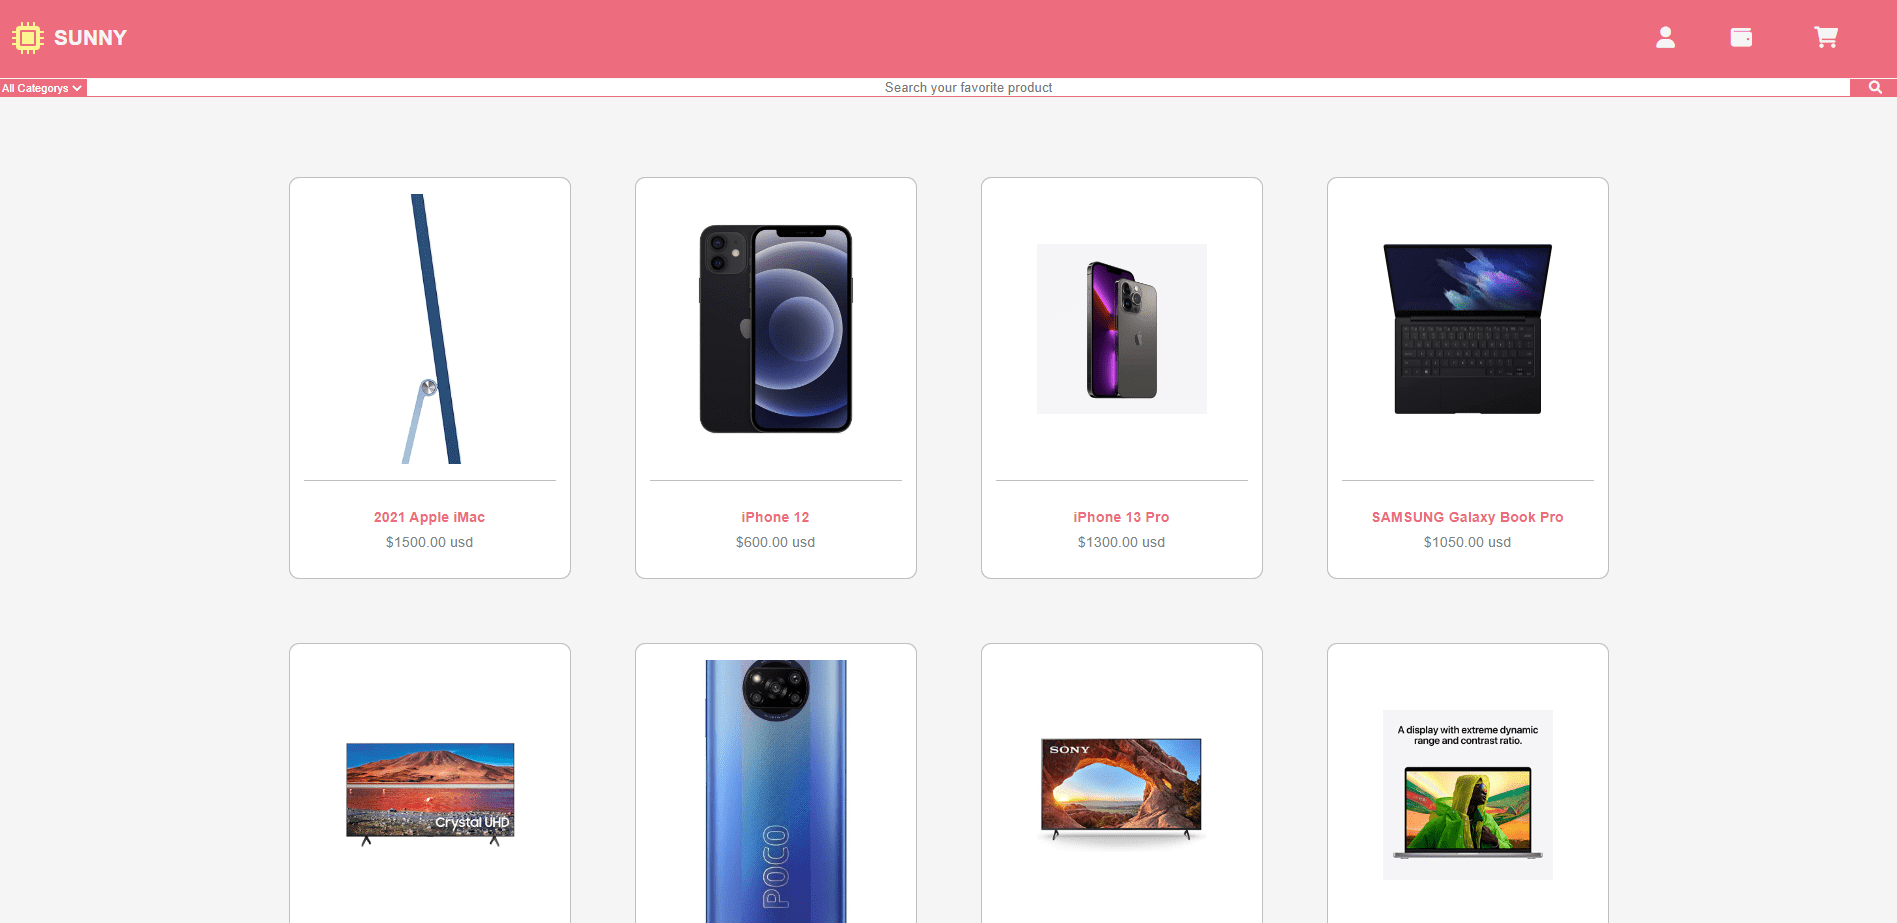 SUNNY
All Categorys
Search your favorite product
2021 Apple iMac
$1500.00 usd
iPhone 12
$600.00 usd
iPhone 13 Pro
$1300.00 usd
SAMSUNG Galaxy Book Pro
$1050.00 usd
Crystal UHD
POCO
SONY
A display with extreme dynamic
range and contrast ratio.